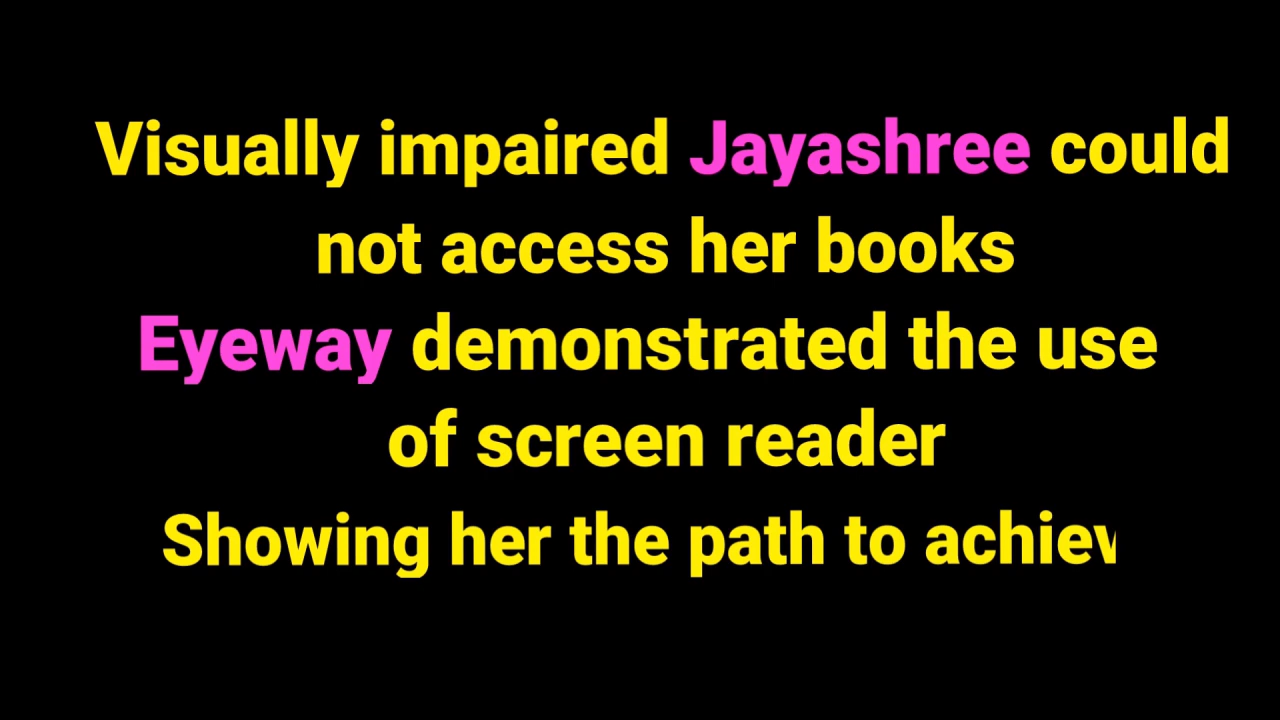 Visually impaired Jayashree could
not access her books
Eyeway demonstrated the use
of screen reader
Showing her the path to